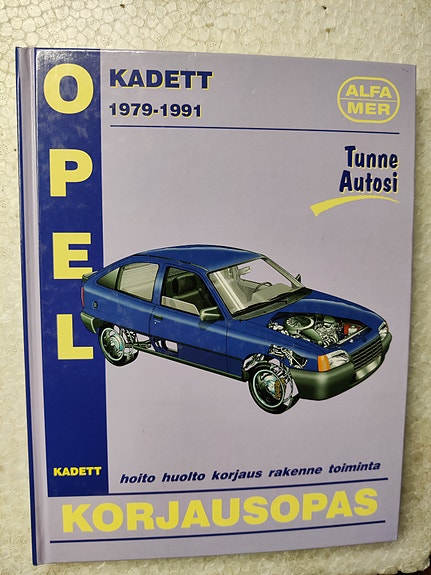 OPEL
KADETT
1979-1991
ALFA
MER
Tunne
Autosi
KADETT
hoito huolto korjaus rakenne toiminta
KORJAUSOPAS